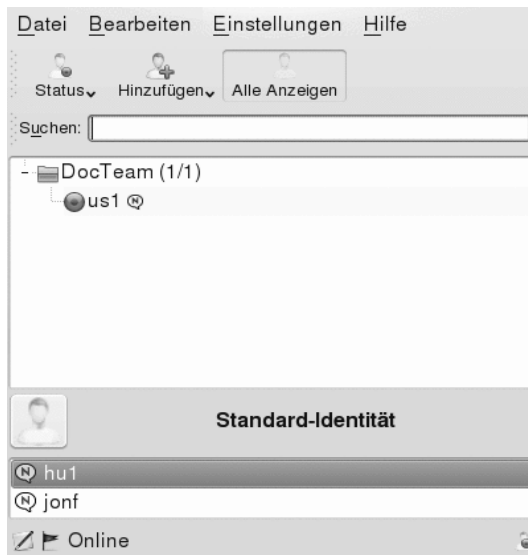 Datei Bearbeiten Einstellungen Hilfe
Status Hinzufügen Alle Anzeigen
Suchen:
DocTeam (1/1)
us1
Standard-Identität
hu1
jonf
Online